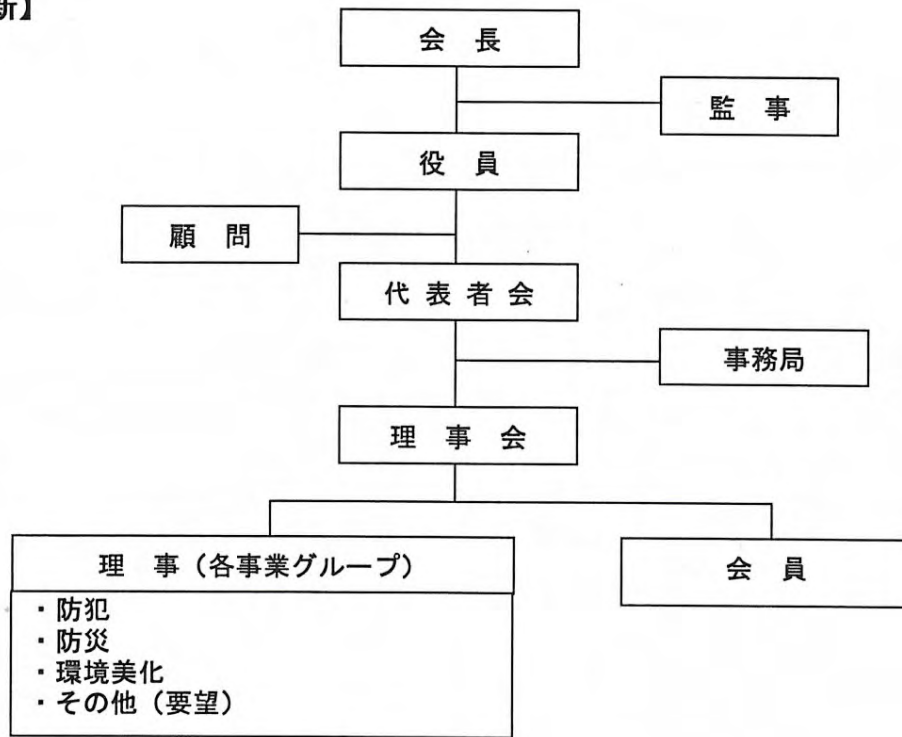 新】
会長
監事
役員
顧問
代表者会
事務局
理事会
理事（各事業グループ）
会員
・防犯
・防災
・環境美化
・その他（要望）